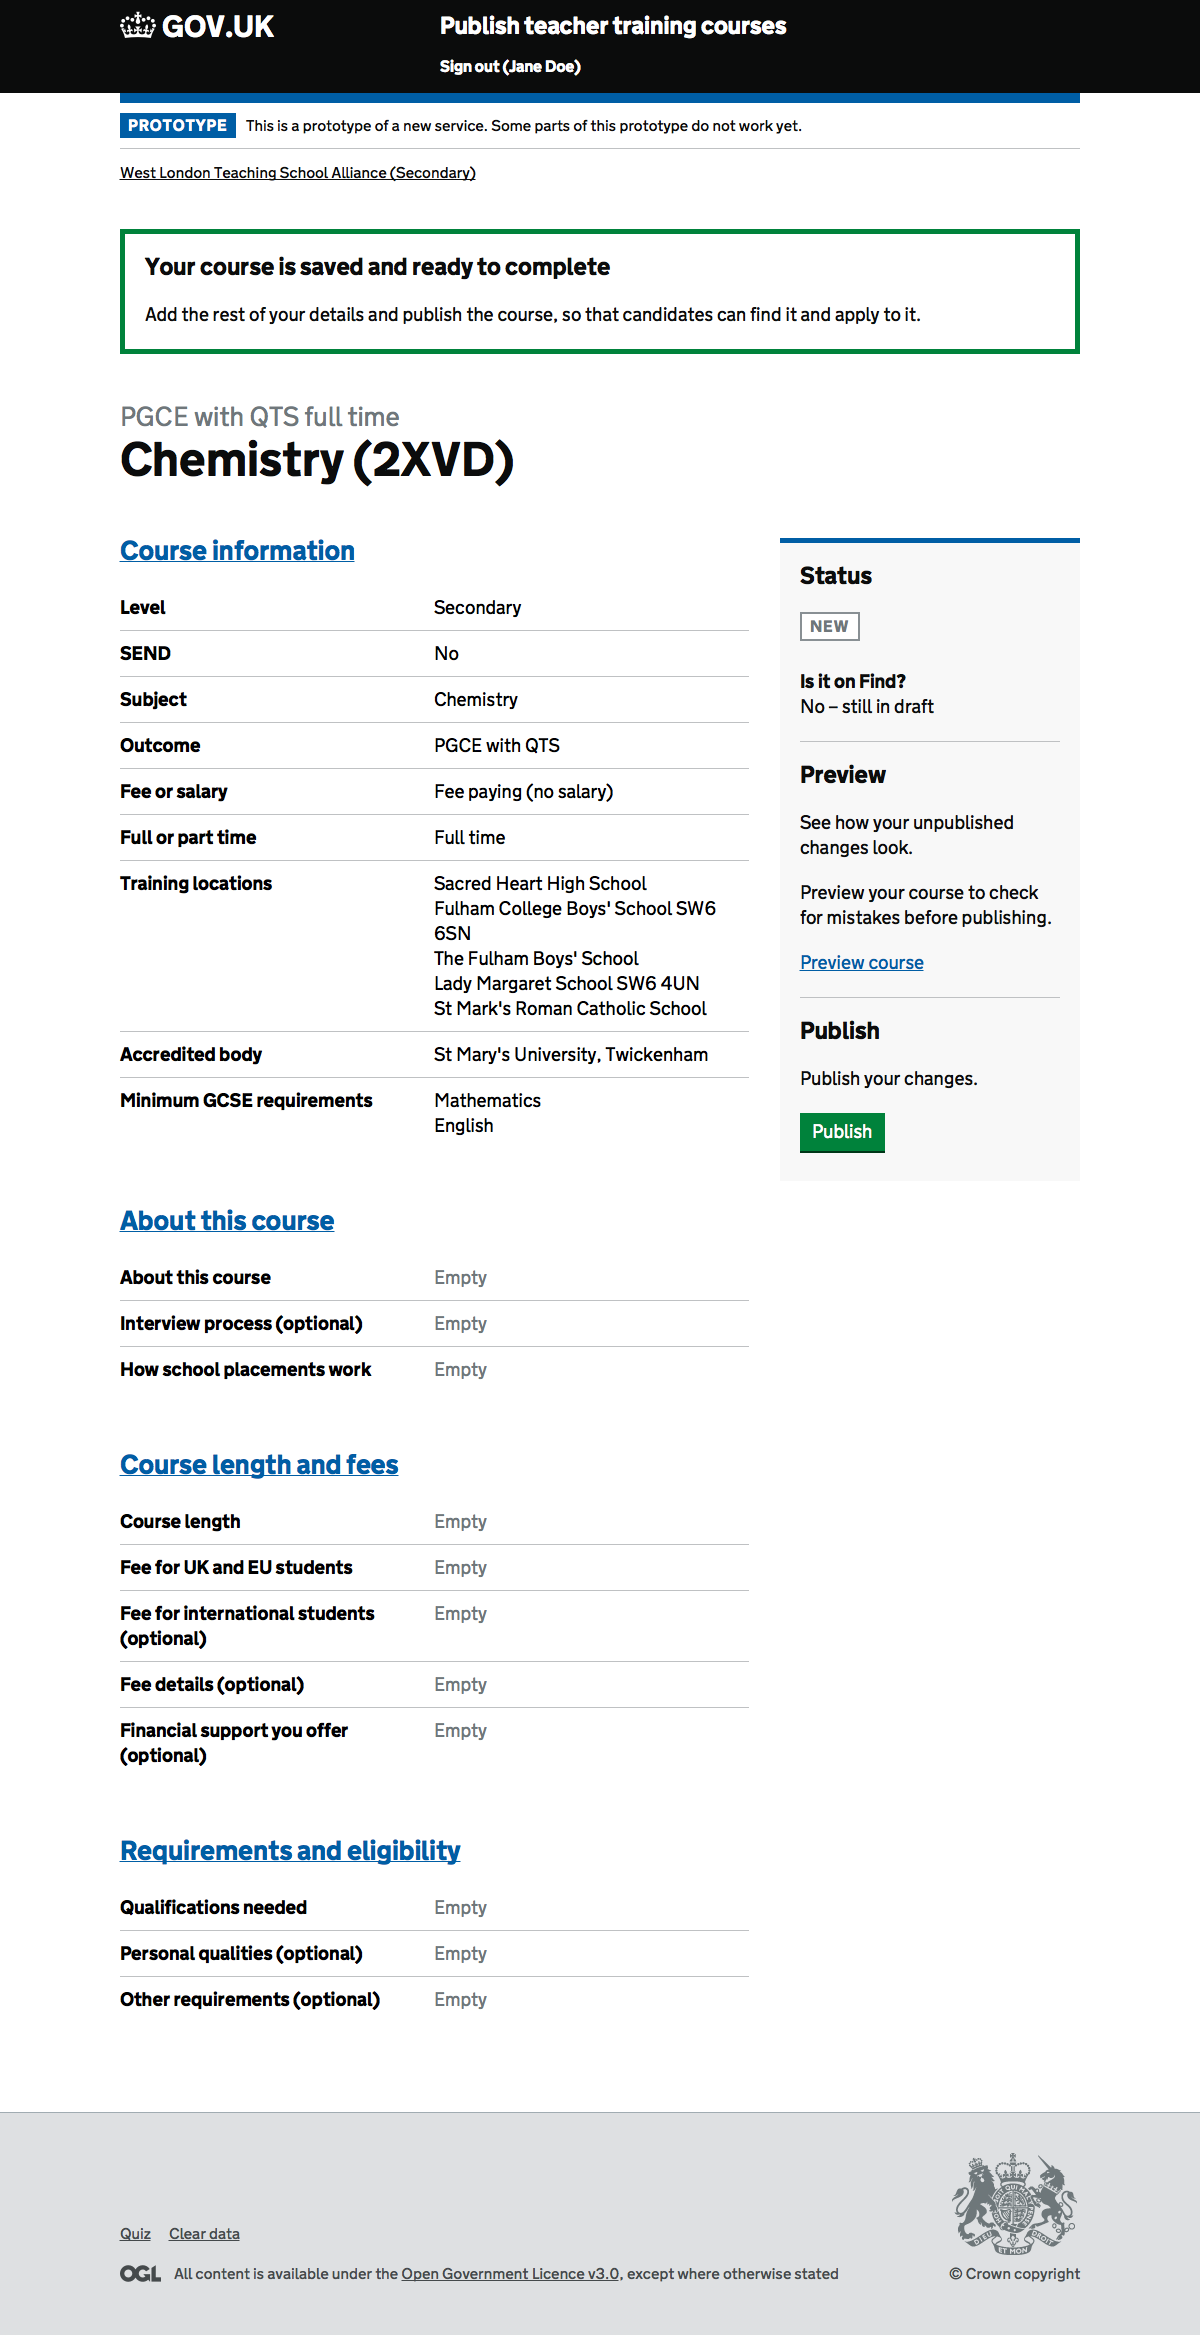 GOV.UK
Publish teacher training courses
Sign out (Jane Doe)
PROTOTYPE This is a prototype of a new service. Some parts of this prototype do not work yet.
West London Teaching School Alliance (Secondary)
Your course is saved and ready to complete
Add the rest of your details and publish the course, so that candidates can find it and apply to it.
PGCE with QTS full time
Chemistry (2XVD)
Course information
Level Secondary
SEND No
Subject Chemistry
Outcome PGCE with QTS
Fee or salary Fee paying (no salary)
Full or part time Full time
Training locations Sacred Heart High School
Fulham College Boys' School SW6
6SN
The Fulham Boys' School
Lady Margaret School SW6 4UN
St Mark's Roman Catholic School
Accredited body St Mary's University, Twickenham
Minimum GCSE requirements Mathematics
English
Status
NEW
Is it on Find?
No – still in draft
Preview
See how your unpublished
changes look.
Preview your course to check
for mistakes before publishing.
Preview course
Publish
Publish your changes.
Publish
About this course
About this course Empty
Interview process (optional) Empty
How school placements work Empty
Course length and fees
Course length Empty
Fee for UK and EU students Empty
Fee for international students Empty
(optional)
Fee details (optional) Empty
Financial support you offer Empty
(optional)
Requirements and eligibility
Qualifications needed Empty
Personal qualities (optional) Empty
Other requirements (optional) Empty
Quiz Clear data
OGL All content is available under the Open Government Licence v3.0, except where otherwise stated
DIEU ET MON DROIT
© Crown copyright